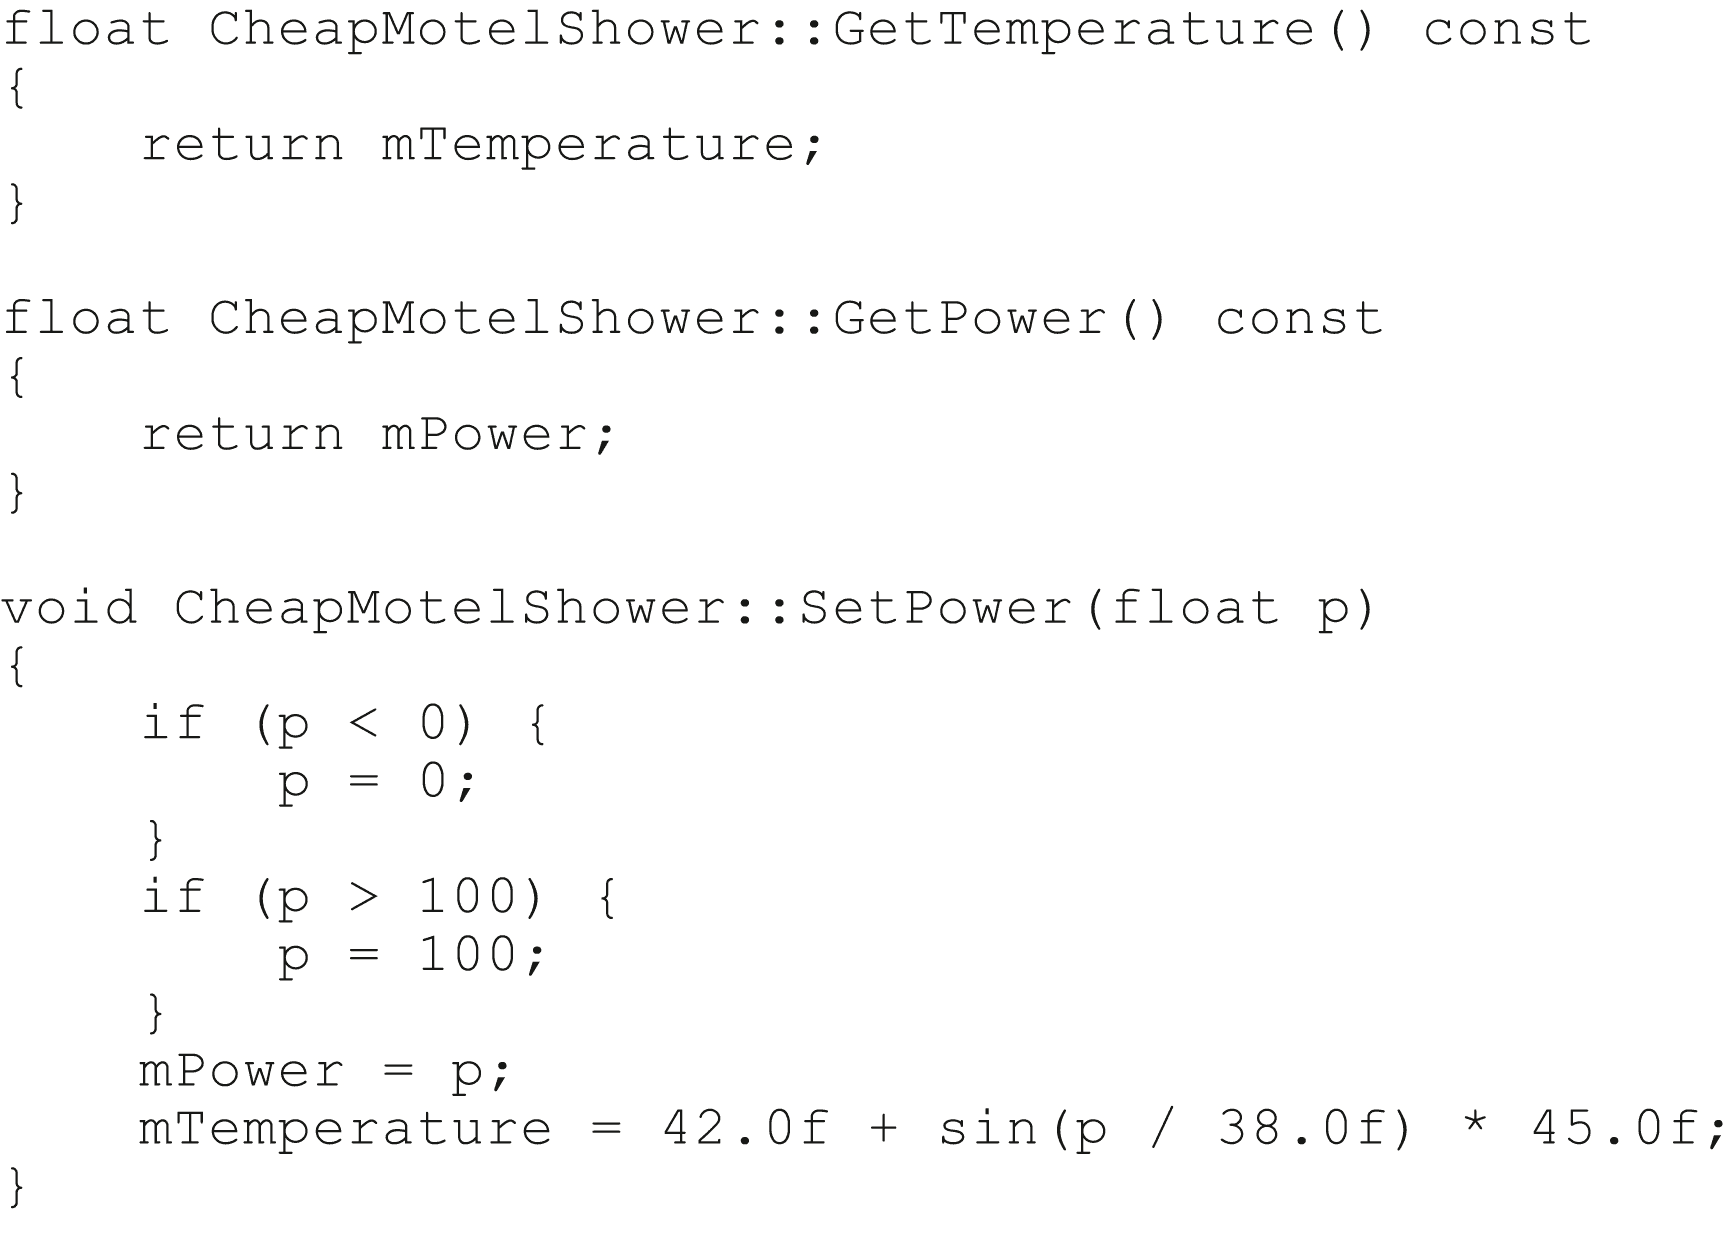 float CheapMotelShower::GetTemperature() const
{
    return mTemperature;
}

float CheapMotelShower::GetPower() const
{
    return mPower;
}

void CheapMotelShower::SetPower(float p)
{
    if (p < 0) {
        p = 0;
    }
    if (p > 100) {
        p = 100;
    }
    mPower = p;
    mTemperature = 42.0f + sin(p / 38.0f) * 45.0f;
}